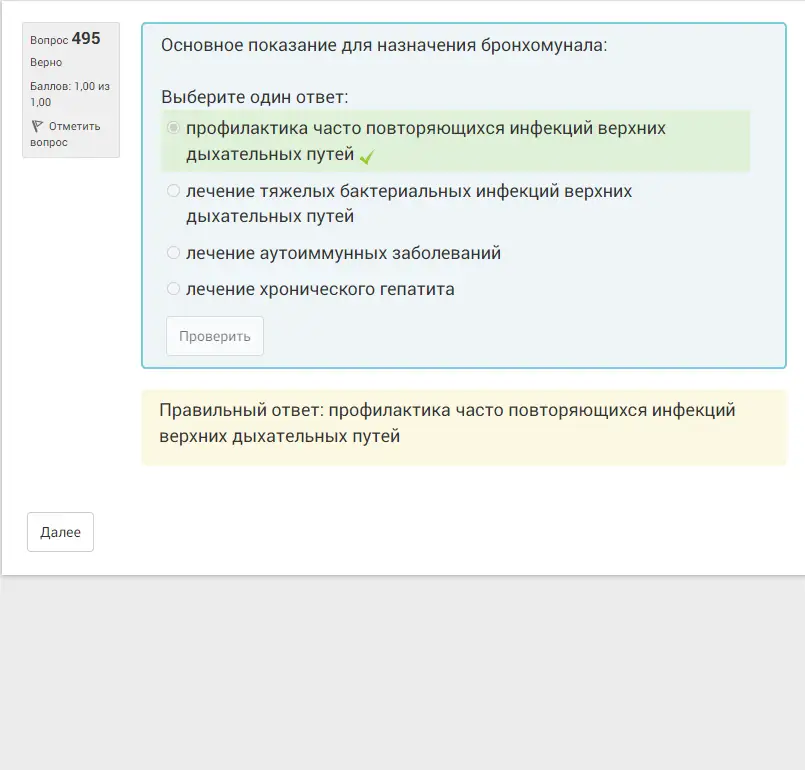 Вопрос 495
Верно
Баллов: 1,00 из
1,00
Отметить
вопрос
Основное показание для назначения бронхомунала:
Выберите один ответ:
профилактика часто повторяющихся инфекций верхних
дыхательных путей
лечение тяжелых бактериальных инфекций верхних
дыхательных путей
лечение аутоиммунных заболеваний
лечение хронического гепатита
Проверить
Правильный ответ: профилактика часто повторяющихся инфекций
верхних дыхательных путей
Далее